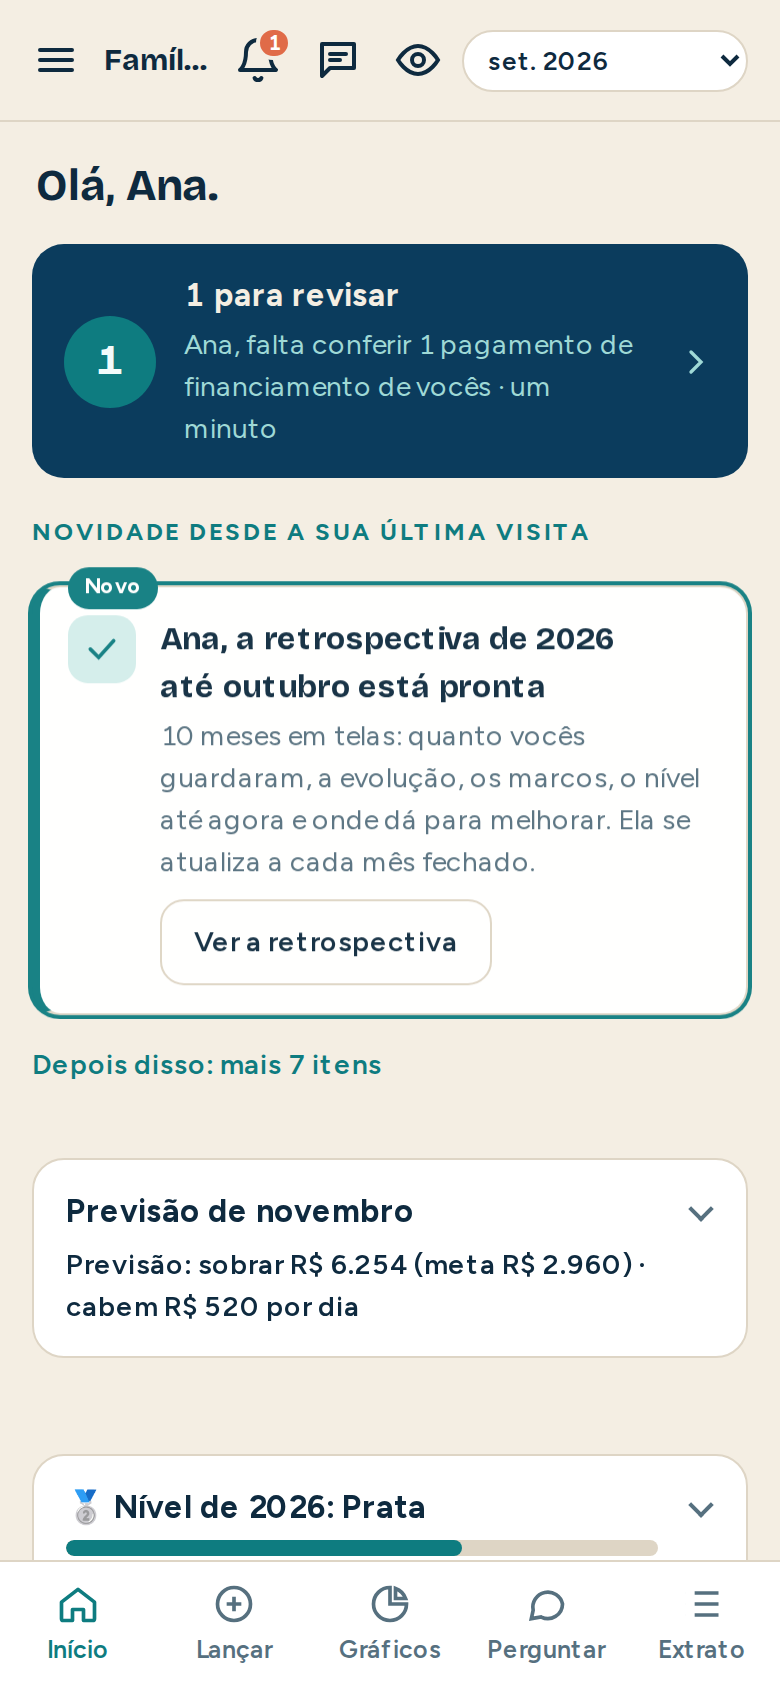 Famíl...
1
set. 2026
Olá, Ana.
1
1 para revisar
Ana, falta conferir 1 pagamento de
financiamento de vocês · um
minuto
NOVIDADE DESDE A SUA ÚLTIMA VISITA
Novo
Ana, a retrospectiva de 2026
até outubro está pronta
10 meses em telas: quanto vocês
guardaram, a evolução, os marcos, o nível
até agora e onde dá para melhorar. Ela se
atualiza a cada mês fechado.
Ver a retrospectiva
Depois disso: mais 7 itens
Previsão de novembro
Previsão: sobrar R$ 6.254 (meta R$ 2.960) ·
cabem R$ 520 por dia
2
Nível de 2026: Prata
Início
Lançar
Gráficos
Perguntar
Extrato